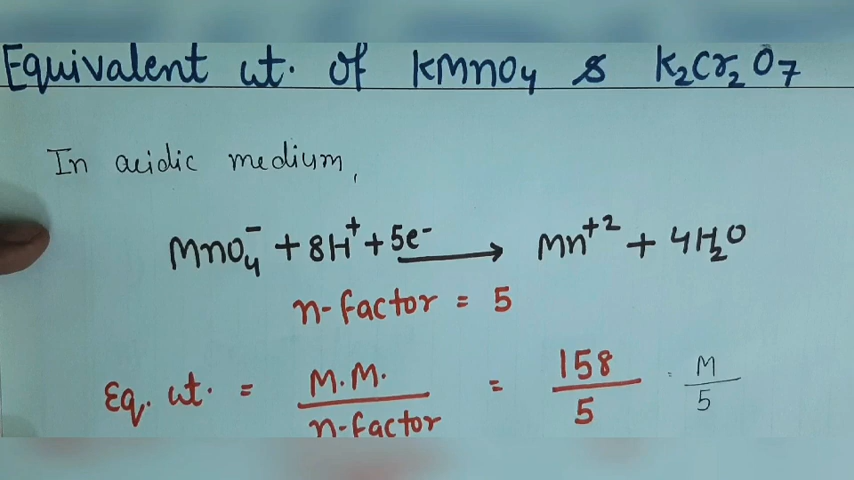 Equivalent wt. of KMnO4 & K2Cr2O7
In acidic medium,
MnO4⁻ + 8H⁺ + 5e⁻ → Mn⁺² + 4H2O
n-factor = 5
Eq. wt. = M.M. / n-factor = 158 / 5 = M / 5